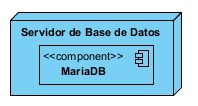 Servidor de Base de Datos
<<component>>
MariaDB